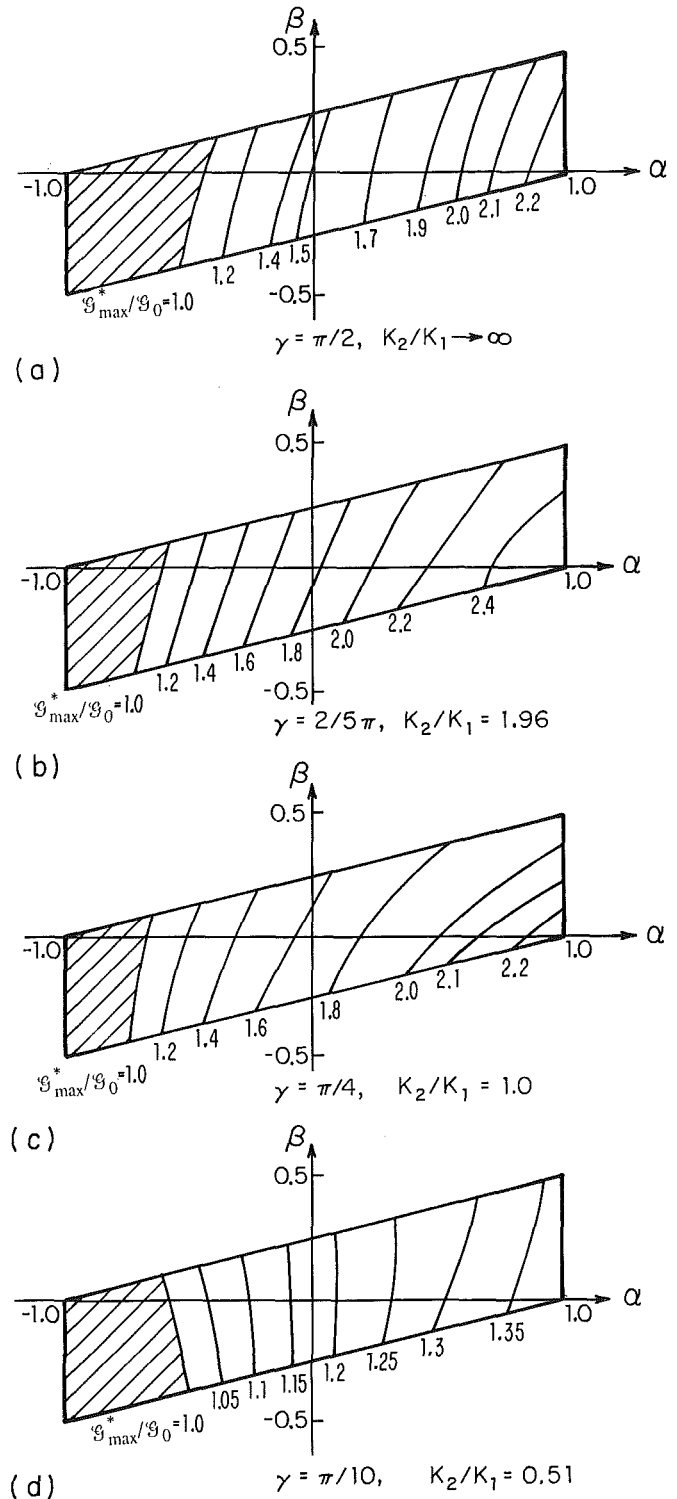 β
0.5
-1.0 1.0 α
1.2 1.4 1.5 1.7 1.9 2.0 2.1 2.2
-0.5
𝒢*max/𝒢0=1.0
γ = π/2, K2/K1 → ∞
(a)
β
0.5
-1.0 1.0 α
1.2 1.4 1.6 1.8 2.0 2.2 2.4
-0.5
𝒢*max/𝒢0=1.0
γ = 2/5π, K2/K1 = 1.96
(b)
β
0.5
-1.0 1.0 α
1.2 1.4 1.6 1.8 2.0 2.1 2.2
-0.5
𝒢*max/𝒢0=1.0
γ = π/4, K2/K1 = 1.0
(c)
β
0.5
-1.0 1.0 α
1.05 1.1 1.15 1.2 1.25 1.3 1.35
-0.5
𝒢*max/𝒢0=1.0
γ = π/10, K2/K1 = 0.51
(d)